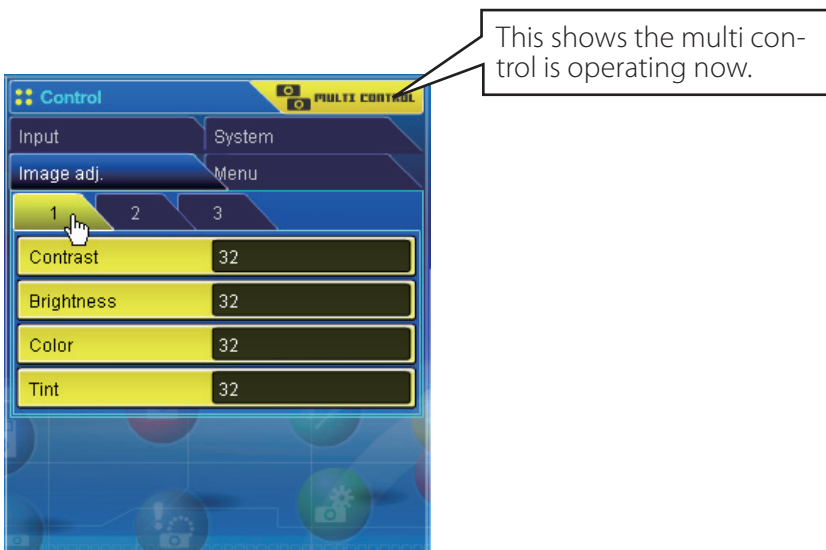 This shows the multi con-
trol is operating now.
Control
MULTI CONTROL
Input
System
Image adj.
Menu
1
2
3
Contrast
32
Brightness
32
Color
32
Tint
32